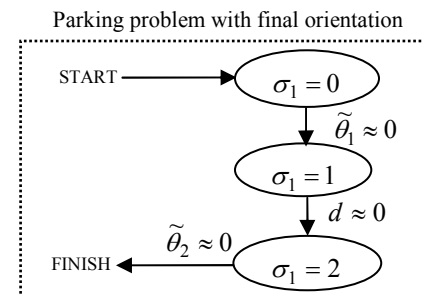 Parking problem with final orientation
START
σ₁ = 0
θ̃₁ ≈ 0
σ₁ = 1
d ≈ 0
θ̃₂ ≈ 0
FINISH
σ₁ = 2